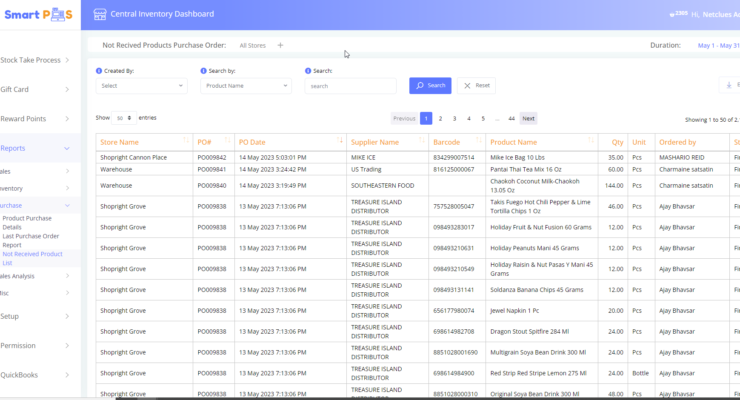 Smart POS
Central Inventory Dashboard
2305 Hi, Netclues
Not Recived Products Purchase Order: All Stores +
Duration: May 1 - May 31
Stock Take Process
Gift Card
Reward Points
Reports
ales
nventory
urchase
Product Purchase
Details
Last Purchase Order
Report
Not Received Product
List
ales Analysis
isc
Setup
Permission
QuickBooks
Created By: Search by: Search:
Select Product Name search Search Reset
Show 50 entries
Previous 1 2 3 4 5 ... 44 Next
Showing 1 to 50 of 2,
Store Name PO# PO Date Supplier Name Barcode Product Name Qty Unit Ordered by
Shopright Cannon Place PO009842 14 May 2023 5:03:01 PM MIKE ICE 834299007514 Mike Ice Bag 10 Lbs 35.00 Pcs MASHARIO REID
Warehouse PO009841 14 May 2023 3:24:42 PM US Trading 816125000067 Pantai Thai Tea Mix 16 Oz 60.00 Pcs Charmaine satsatin
Warehouse PO009840 14 May 2023 3:19:49 PM SOUTHEASTERN FOOD Chaokoh Coconut Milk-Chaokoh
13.05 Oz 144.00 Pcs Charmaine satsatin
Shopright Grove PO009838 13 May 2023 7:13:06 PM TREASURE ISLAND
DISTRIBUTOR 757528005047 Takis Fuego Hot Chili Pepper & Lime
Tortilla Chips 1 Oz 46.00 Pcs Ajay Bhavsar
Shopright Grove PO009838 13 May 2023 7:13:06 PM TREASURE ISLAND
DISTRIBUTOR 098493283017 Holiday Fruit & Nut Fusion 60 Grams 12.00 Pcs Ajay Bhavsar
Shopright Grove PO009838 13 May 2023 7:13:06 PM TREASURE ISLAND
DISTRIBUTOR 098493210631 Holiday Peanuts Mani 45 Grams 12.00 Pcs Ajay Bhavsar
Shopright Grove PO009838 13 May 2023 7:13:06 PM TREASURE ISLAND
DISTRIBUTOR 098493210549 Holiday Raisin & Nut Pasas Y Mani 45
Grams 12.00 Pcs Ajay Bhavsar
Shopright Grove PO009838 13 May 2023 7:13:06 PM TREASURE ISLAND
DISTRIBUTOR 098493131141 Soldanza Banana Chips 45 Grams 12.00 Pcs Ajay Bhavsar
Shopright Grove PO009838 13 May 2023 7:13:06 PM TREASURE ISLAND
DISTRIBUTOR 656177980074 Jewel Napkin 1 Pc 20.00 Pcs Ajay Bhavsar
Shopright Grove PO009838 13 May 2023 7:13:06 PM TREASURE ISLAND
DISTRIBUTOR 698614982708 Dragon Stout Spitfire 284 Ml 24.00 Pcs Ajay Bhavsar
Shopright Grove PO009838 13 May 2023 7:13:06 PM TREASURE ISLAND
DISTRIBUTOR 8851028001690 Multigrain Soya Bean Drink 300 Ml 24.00 Pcs Ajay Bhavsar
Shopright Grove PO009838 13 May 2023 7:13:06 PM TREASURE ISLAND
DISTRIBUTOR 698614984900 Red Strip Red Stripe Lemon 275 Ml 24.00 Bottle Ajay Bhavsar
Shopright Grove PO009838 13 May 2023 7:13:06 PM TREASURE ISLAND
DISTRIBUTOR 8851028000310 Original Soya Bean Drink 300 Ml 48.00 Pcs Ajay Bhavsar